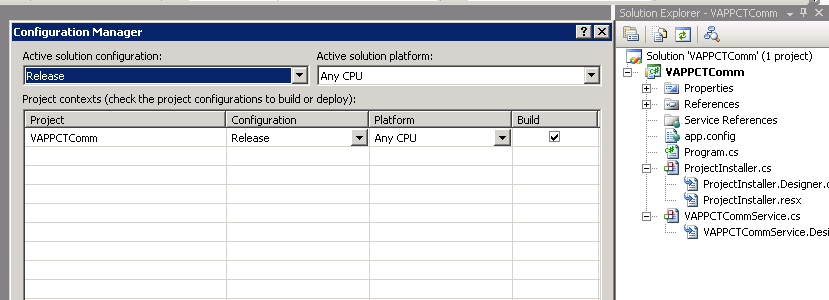 Configuration Manager
Active solution configuration:
Active solution platform:
Release
Any CPU
Project contexts (check the project configurations to build or deploy):
Project Configuration Platform Build
VAPPCTComm Release Any CPU
Solution Explorer - VAPPCTComm
Solution 'VAPPCTComm' (1 project)
VAPPCTComm
Properties
References
Service References
app.config
Program.cs
ProjectInstaller.cs
ProjectInstaller.Designer.c
ProjectInstaller.resx
VAPPCTCommService.cs
VAPPCTCommService.Desi